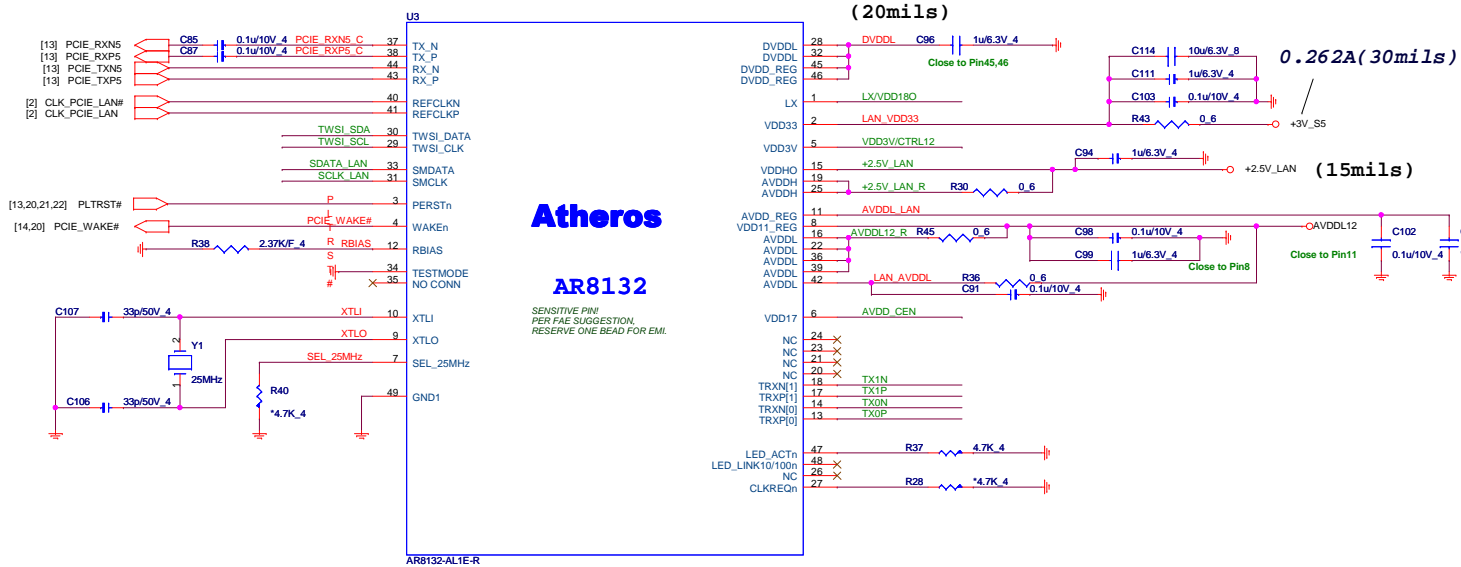 U3
(20mils)
[13] PCIE_RXN5 C85 0.1u/10V_4 PCIE_RXN5_C 37 TX_N
[13] PCIE_RXP5 C87 0.1u/10V_4 PCIE_RXP5_C 38 TX_P
[13] PCIE_TXN5 44 RX_N
[13] PCIE_TXP5 43 RX_P
[2] CLK_PCIE_LAN# 40 REFCLKN
[2] CLK_PCIE_LAN 41 REFCLKP
TWSI_SDA 30 TWSI_DATA
TWSI_SCL 29 TWSI_CLK
SDATA_LAN 33 SMDATA
SCLK_LAN 31 SMCLK
[13,20,21,22] PLTRST# PLTRST# 3 PERSTn
[14,20] PCIE_WAKE# PCIE_WAKE# 4 WAKEn
R38 2.37K/F_4 RBIAS 12 RBIAS
34 TESTMODE
35 NO CONN
C107 33p/50V_4 XTLI 10 XTLI
XTLO 9 XTLO
2 Y1 SEL_25MHz 7 SEL_25MHz
1 25MHz
R40
*4.7K_4
C106 33p/50V_4
49 GND1
Atheros
AR8132
SENSITIVE PIN!
PER FAE SUGGESTION,
RESERVE ONE BEAD FOR EMI.
AR8132-AL1E-R
DVDDL 28 DVDDL C96 1u/6.3V_4
DVDDL 32
DVDD_REG 45
DVDD_REG 46
Close to Pin45,46
C114 10u/6.3V_8
C111 1u/6.3V_4
C103 0.1u/10V_4
0.262A(30mils)
LX 1 LX/VDD18O
VDD33 2 LAN_VDD33 R43 0_6 +3V_S5
VDD3V 5 VDD3V/CTRL12
C94 1u/6.3V_4
VDDHO 15 +2.5V_LAN +2.5V_LAN (15mils)
AVDDH 19
AVDDH 25 +2.5V_LAN_R R30 0_6
AVDD_REG 11 AVDDL_LAN
VDD11_REG 8 AVDDL12
AVDDL 16 AVDDL12_R R45 0_6 C98 0.1u/10V_4
AVDDL 22
AVDDL 36
AVDDL 39
C99 1u/6.3V_4
Close to Pin8
Close to Pin11
C102
0.1u/10V_4
AVDDL 42 LAN_AVDDL R36 0_6
C91 0.1u/10V_4
VDD17 6 AVDD_CEN
NC 24
NC 23
NC 21
NC 20
TRXN[1] 18 TX1N
TRXP[1] 17 TX1P
TRXN[0] 14 TX0N
TRXP[0] 13 TX0P
LED_ACTn 47 R37 4.7K_4
LED_LINK10/100n 48
NC 26
CLKREQn 27 R28 *4.7K_4